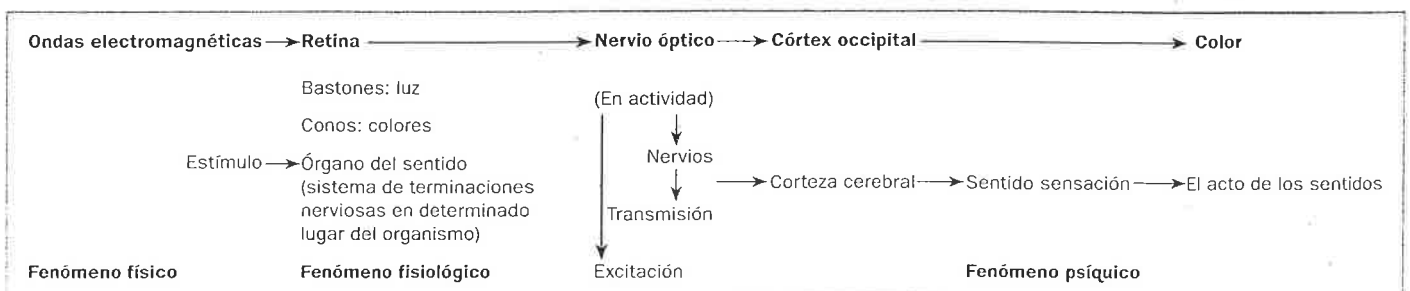 Ondas electromagnéticas → Retina → Nervio óptico → Córtex occipital → Color
Bastones: luz
(En actividad)
Conos: colores
Nervios
Estímulo → Órgano del sentido
(sistema de terminaciones
nerviosas en determinado
lugar del organismo)
→ Corteza cerebral → Sentido sensación → El acto de los sentidos
Transmisión
Fenómeno físico Fenómeno fisiológico Excitación Fenómeno psíquico